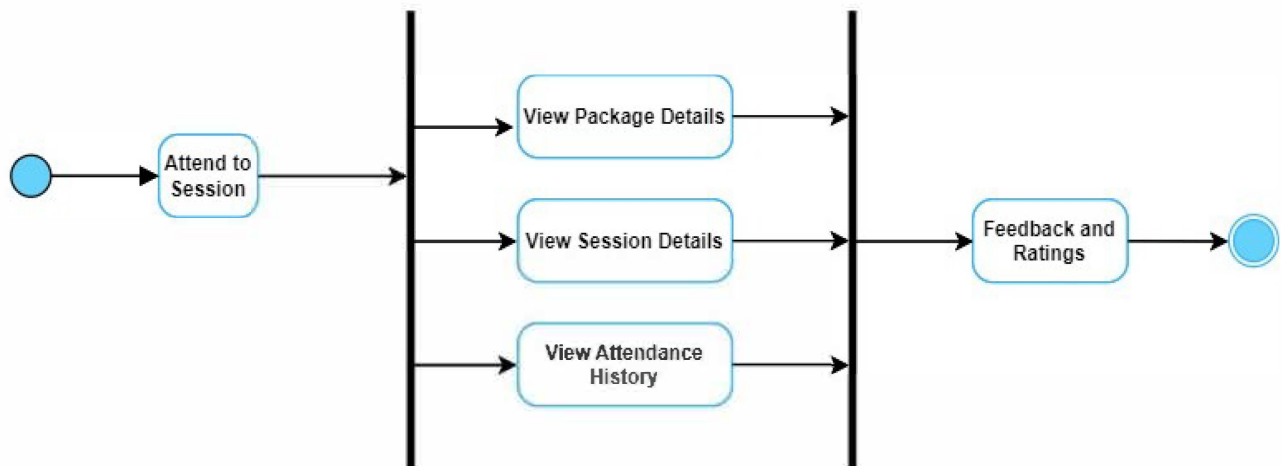 Attend to
Session
View Package Details
View Session Details
View Attendance
History
Feedback and
Ratings